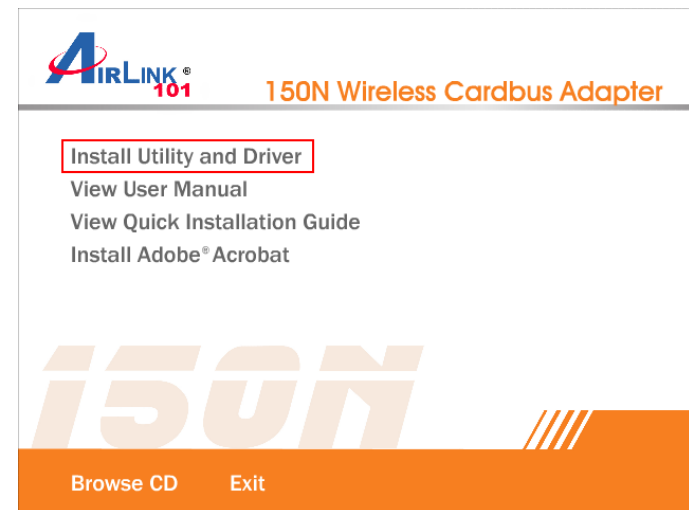 AIRLINK®
101
150N Wireless Cardbus Adapter
Install Utility and Driver
View User Manual
View Quick Installation Guide
Install Adobe® Acrobat
150N
Browse CD
Exit